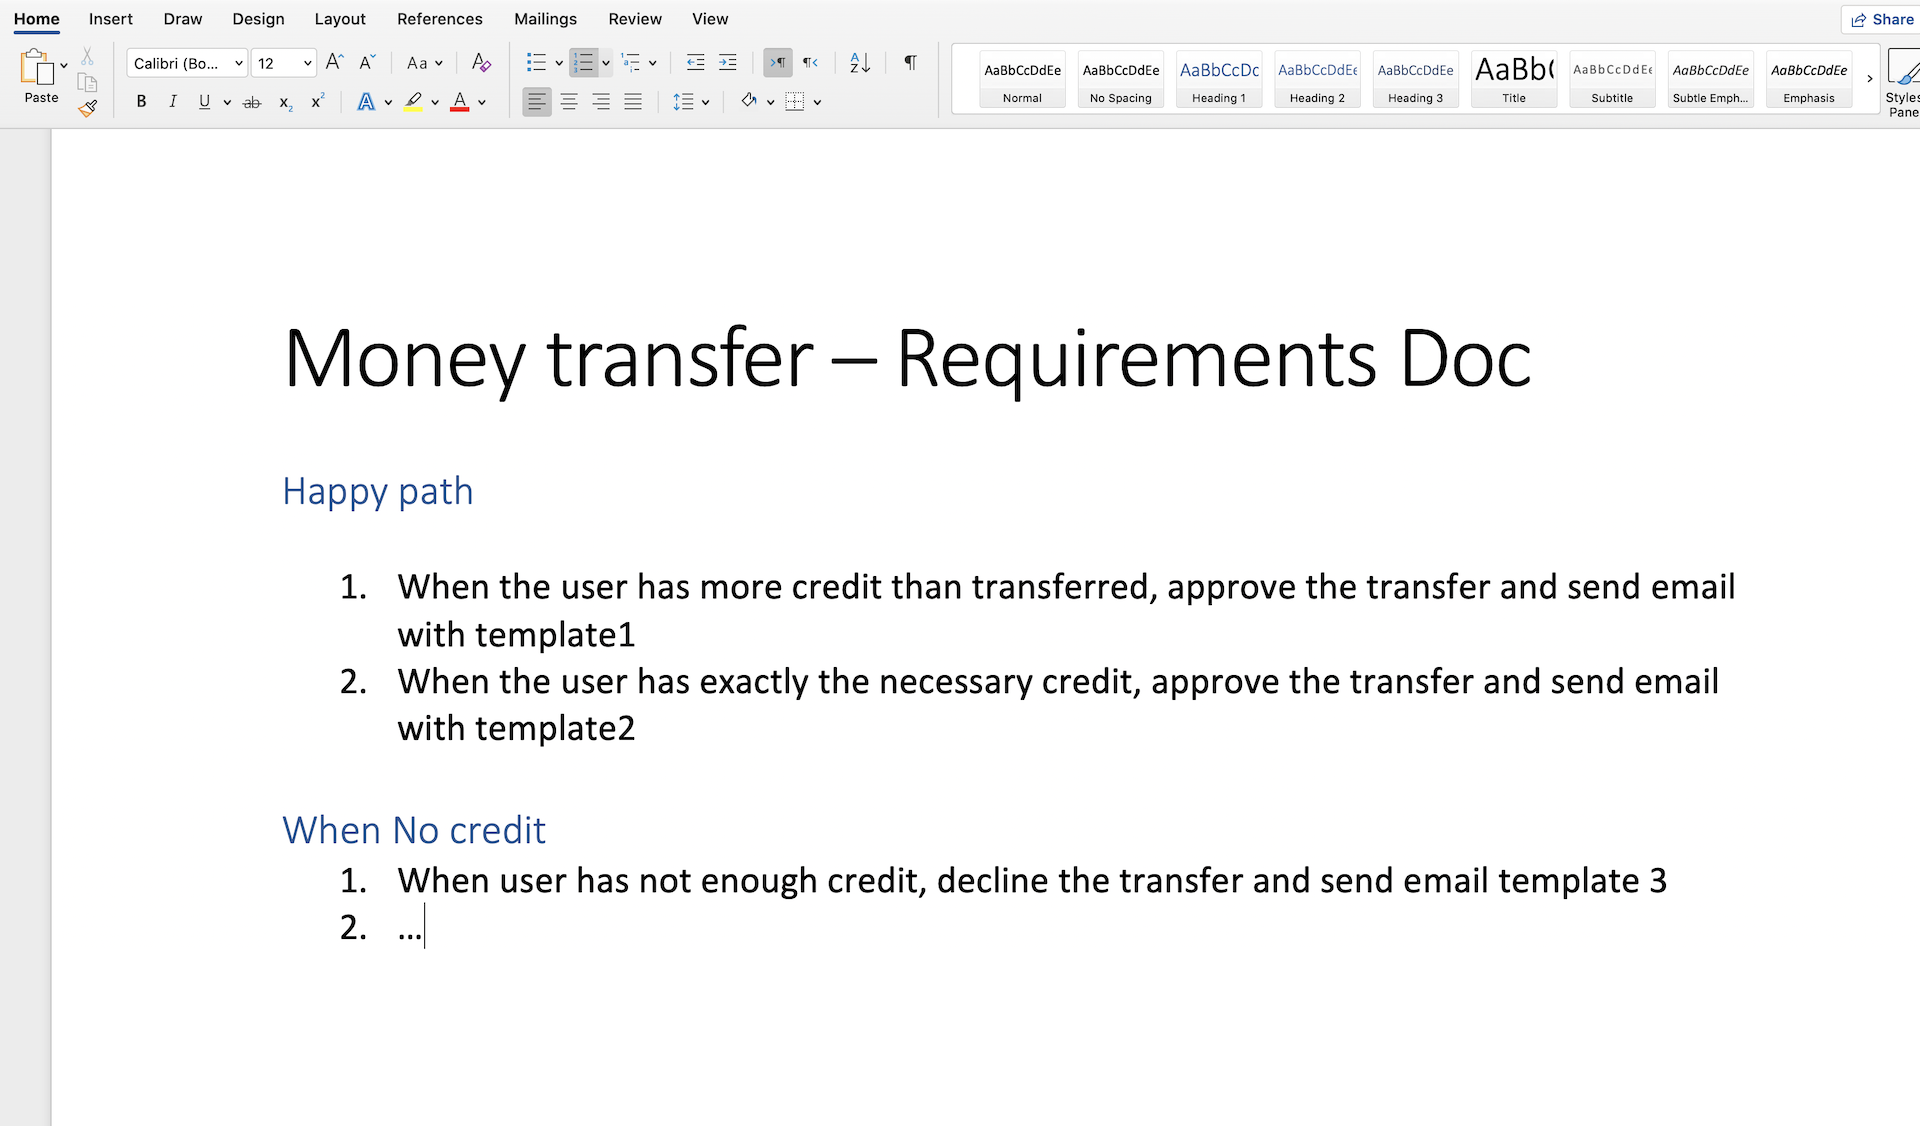 Home Insert Draw Design Layout References Mailings Review View Share
Paste
Calibri (Bo... 12
Normal
No Spacing
Heading 1
Heading 2
Heading 3
Title
Subtitle
Subtle Emph...
Emphasis
Styles
Pane
AaBbCcDdEe AaBbCcDdEe AaBbCcDc AaBbCcDdEe AaBbCcDdEe AaBb( AaBbCcDdEe AaBbCcDdEe AaBbCcDdEe
Money transfer – Requirements Doc
Happy path
1. When the user has more credit than transferred, approve the transfer and send email
with template1
2. When the user has exactly the necessary credit, approve the transfer and send email
with template2
When No credit
1. When user has not enough credit, decline the transfer and send email template 3
2. ...